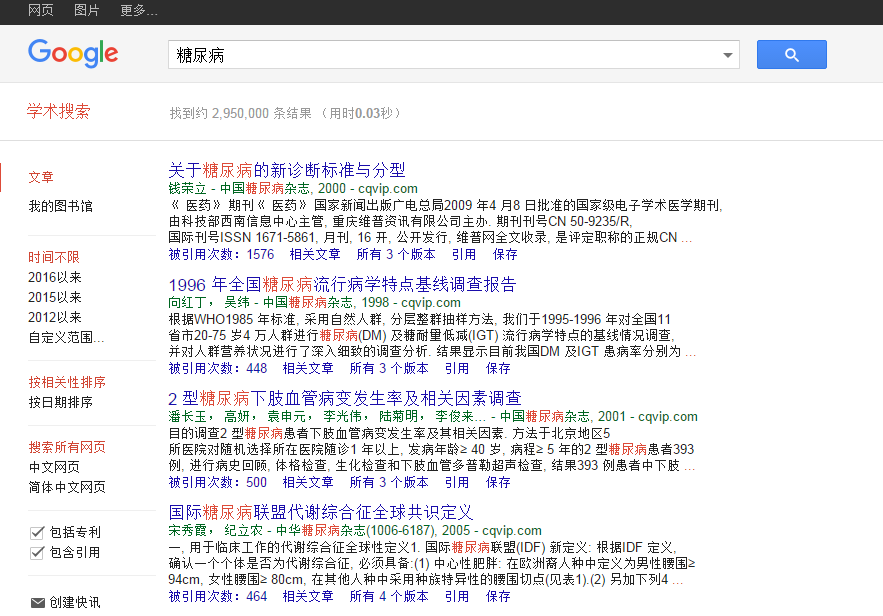 网页 图片 更多...
Google 糖尿病
学术搜索 找到约 2,950,000 条结果 （用时0.03秒）
文章
我的图书馆
时间不限
2016以来
2015以来
2012以来
自定义范围...
按相关性排序
按日期排序
搜索所有网页
中文网页
简体中文网页
包括专利
包含引用
创建快讯
关于糖尿病的新诊断标准与分型
钱荣立 - 中国糖尿病杂志, 2000 - cqvip.com
《 医药》 期刊《 医药》 国家新闻出版广电总局2009 年4 月8 日批准的国家级电子学术医学期刊,
由科技部西南信息中心主管, 重庆维普资讯有限公司主办. 期刊刊号CN 50-9235/R,
国际刊号ISSN 1671-5861, 月刊, 16 开, 公开发行, 维普网全文收录, 是评定职称的正规CN ...
被引用次数：1576 相关文章 所有 3 个版本 引用 保存
1996 年全国糖尿病流行病学特点基线调查报告
向红丁， 吴纬 - 中国糖尿病杂志, 1998 - cqvip.com
根据WHO1985 年标准, 采用自然人群, 分层整群抽样方法, 我们于1995-1996 年对全国11
省市20-75 岁4 万人群进行糖尿病(DM) 及糖耐量低减(IGT) 流行病学特点的基线情况调查,
并对人群营养状况进行了深入细致的调查分析. 结果显示目前我国DM 及IGT 患病率分别为 ...
被引用次数：448 相关文章 所有 3 个版本 引用 保存
2 型糖尿病下肢血管病变发生率及相关因素调查
潘长玉， 高妍， 袁申元， 李光伟， 陆菊明， 李俊来... - 中国糖尿病杂志, 2001 - cqvip.com
目的调查2 型糖尿病患者下肢血管病变发生率及其相关因素. 方法于北京地区5
所医院对随机选择所在医院随诊1 年以上, 发病年龄≥ 40 岁, 病程≥ 5 年的2 型糖尿病患者393
例, 进行病史回顾, 体格检查, 生化检查和下肢血管多普勒超声检查, 结果393 例患者中下肢 ...
被引用次数：500 相关文章 所有 3 个版本 引用 保存
国际糖尿病联盟代谢综合征全球共识定义
宋秀霞， 纪立农 - 中华糖尿病杂志(1006-6187), 2005 - cqvip.com
一, 用于临床工作的代谢综合征全球性定义1. 国际糖尿病联盟(IDF) 新定义: 根据IDF 定义,
确认一个个体是否为代谢综合征, 必须具备:(1) 中心性肥胖: 在欧洲裔人种中定义为男性腰围≥
94cm, 女性腰围≥ 80cm, 在其他人种中采用种族特异性的腰围切点(见表1).(2) 另加下列4 ...
被引用次数：464 相关文章 所有 4 个版本 引用 保存